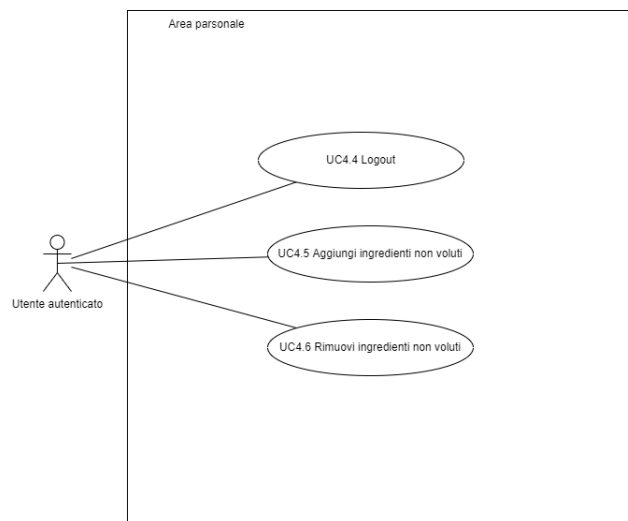 Area parsonale
UC4.4 Logout
UC4.5 Aggiungi ingredienti non voluti
Utente autenticato
UC4.6 Rimuovi ingredienti non voluti